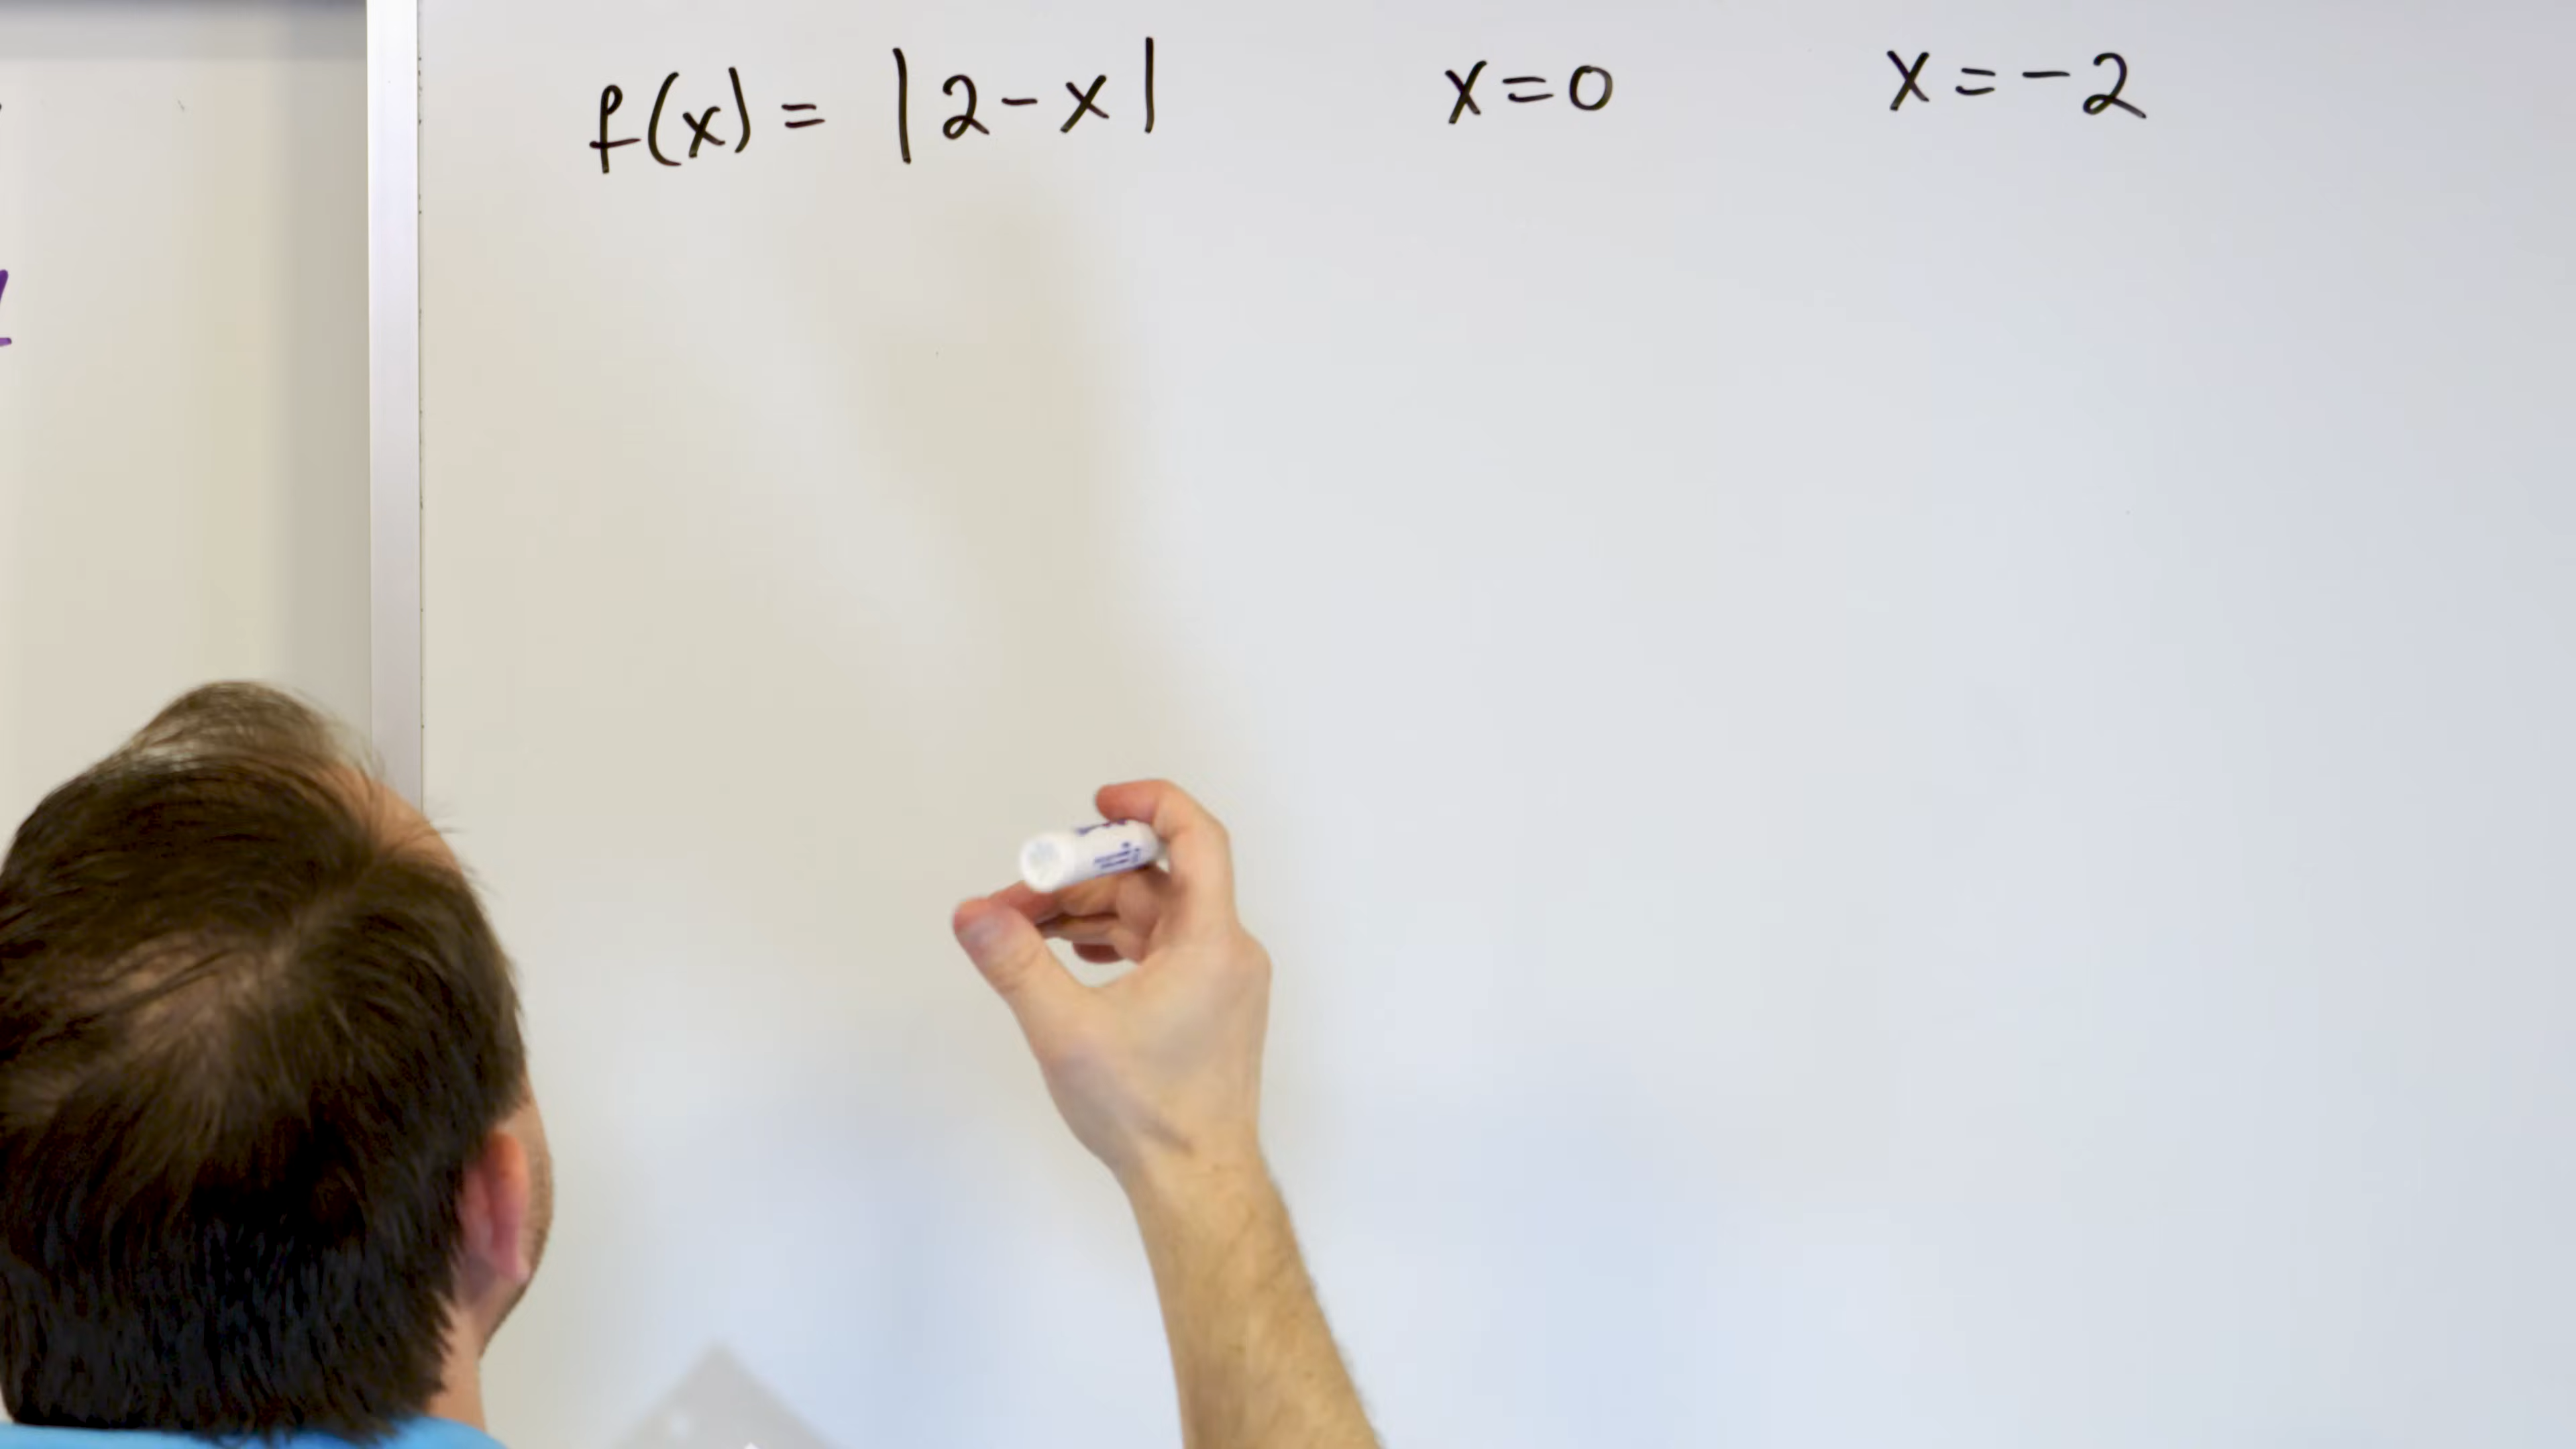 f(x) = |2-x| x=0 x=-2